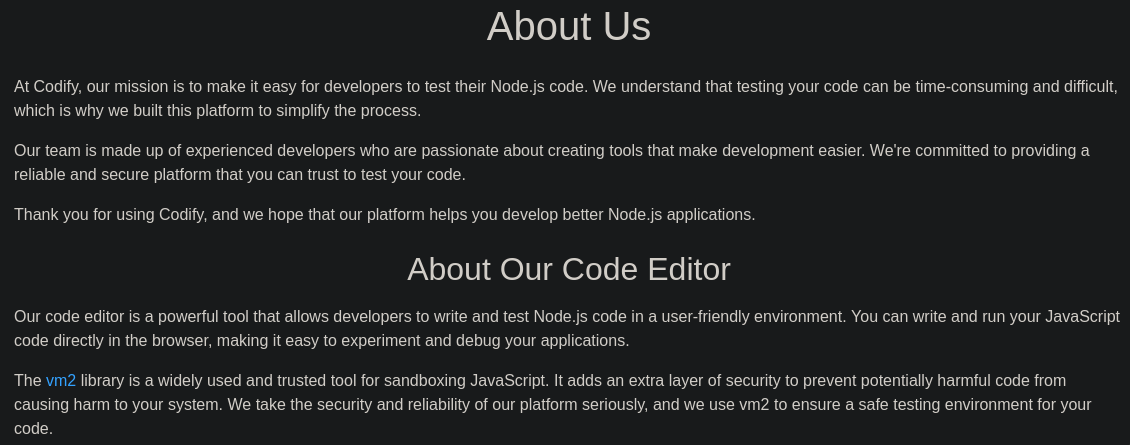 About Us
At Codify, our mission is to make it easy for developers to test their Node.js code. We understand that testing your code can be time-consuming and difficult,
which is why we built this platform to simplify the process.
Our team is made up of experienced developers who are passionate about creating tools that make development easier. We're committed to providing a
reliable and secure platform that you can trust to test your code.
Thank you for using Codify, and we hope that our platform helps you develop better Node.js applications.
About Our Code Editor
Our code editor is a powerful tool that allows developers to write and test Node.js code in a user-friendly environment. You can write and run your JavaScript
code directly in the browser, making it easy to experiment and debug your applications.
The vm2 library is a widely used and trusted tool for sandboxing JavaScript. It adds an extra layer of security to prevent potentially harmful code from
causing harm to your system. We take the security and reliability of our platform seriously, and we use vm2 to ensure a safe testing environment for your
code.